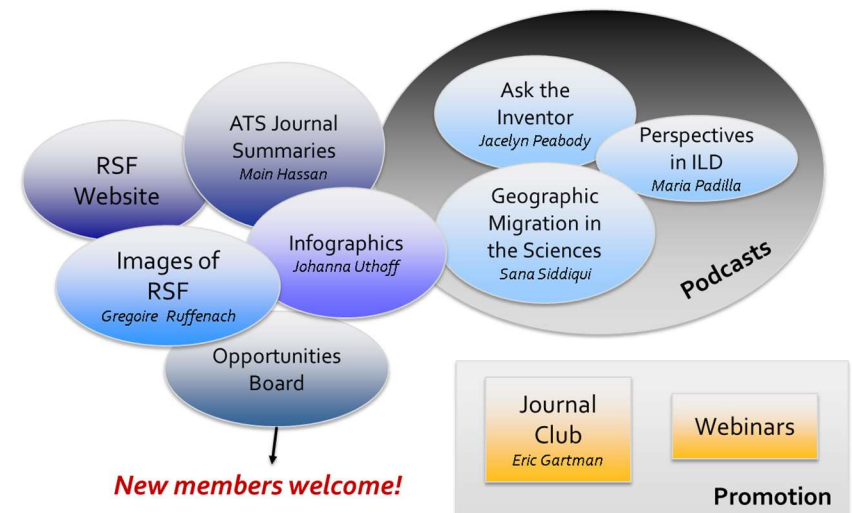 RSF
Website
ATS Journal
Summaries
Moin Hassan
Images of
RSF
Gregoire Ruffenach
Infographics
Johanna Uthoff
Opportunities
Board
New members welcome!
Ask the
Inventor
Jacelyn Peabody
Perspectives
in ILD
Maria Padilla
Geographic
Migration in
the Sciences
Sana Siddiqui
Podcasts
Journal
Club
Eric Gartman
Webinars
Promotion